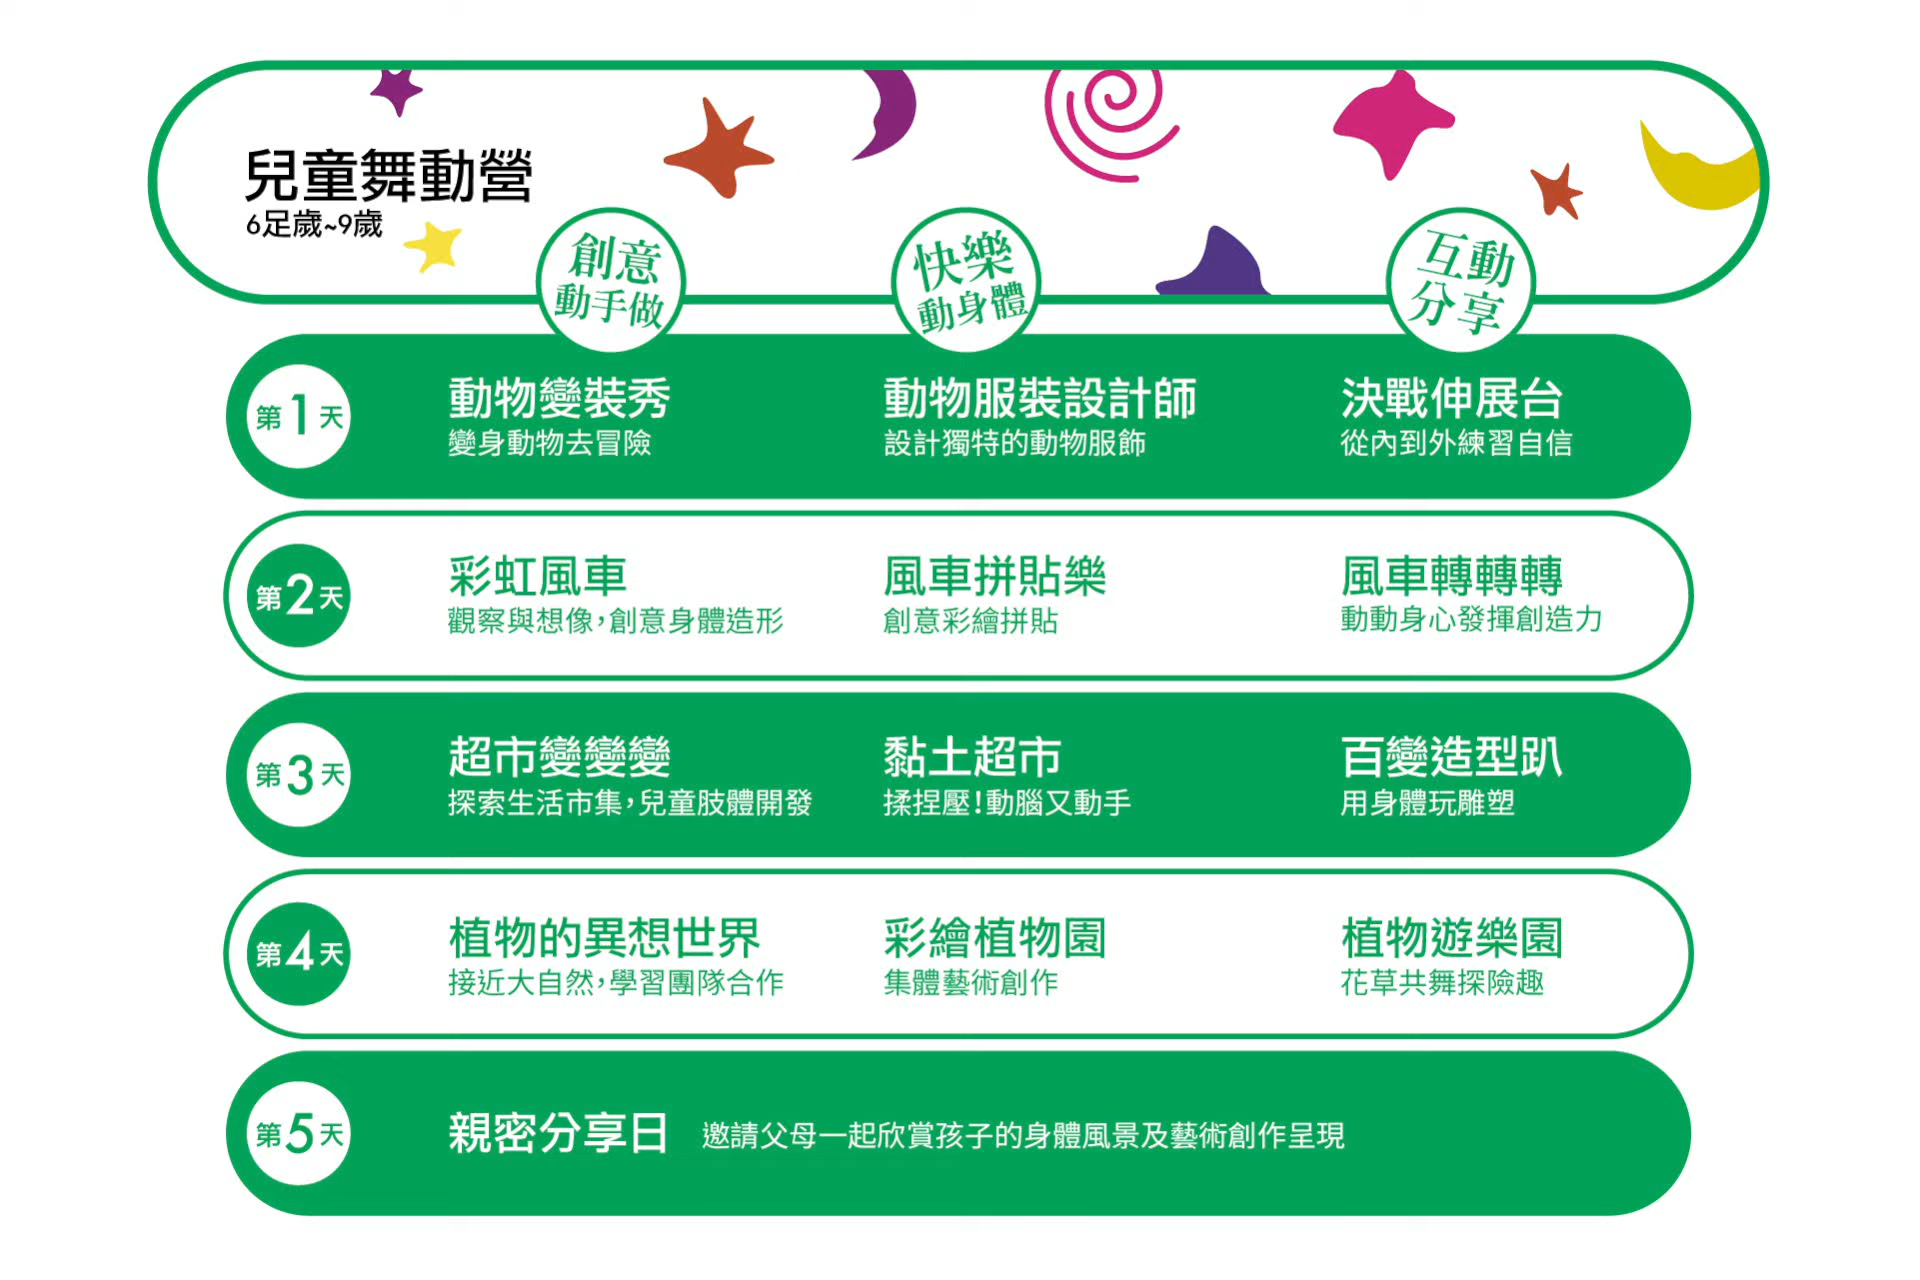 兒童舞動營
6足歲~9歲
創意
動手做
快樂
動身體
互動
分享
第1天
動物變裝秀
變身動物去冒險
動物服裝設計師
設計獨特的動物服飾
決戰伸展台
從內到外練習自信
第2天
彩虹風車
觀察與想像,創意身體造形
風車拼貼樂
創意彩繪拼貼
風車轉轉轉
動動身心發揮創造力
第3天
超市變變變
探索生活市集,兒童肢體開發
黏土超市
揉捏壓!動腦又動手
百變造型趴
用身體玩雕塑
第4天
植物的異想世界
接近大自然,學習團隊合作
彩繪植物園
集體藝術創作
植物遊樂園
花草共舞探險趣
第5天
親密分享日 邀請父母一起欣賞孩子的身體風景及藝術創作呈現